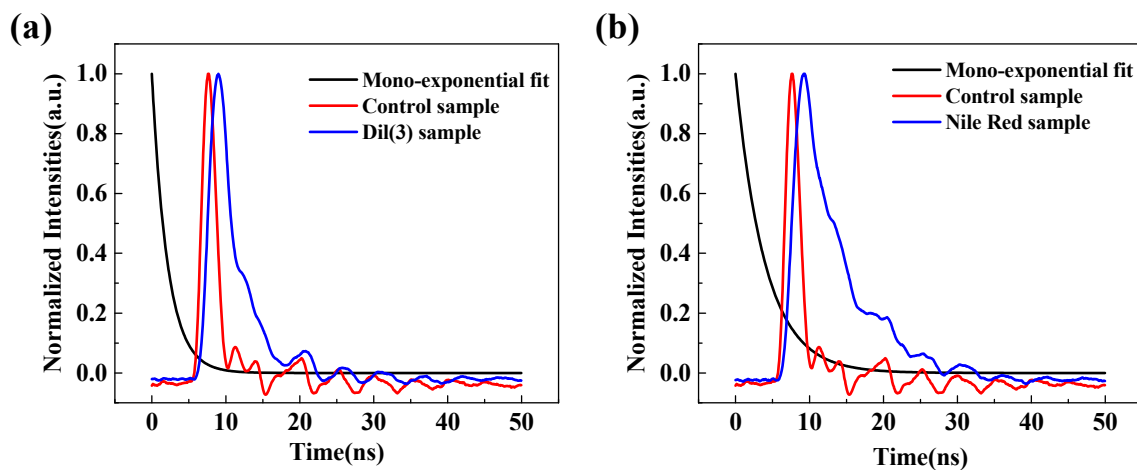 (a)
Normalized Intensities(a.u.)
1.0
0.8
0.6
0.4
0.2
0.0
Mono-exponential fit
Control sample
Dil(3) sample
0 10 20 30 40 50
Time(ns)
(b)
Normalized Intensities(a.u.)
1.0
0.8
0.6
0.4
0.2
0.0
Mono-exponential fit
Control sample
Nile Red sample
0 10 20 30 40 50
Time(ns)